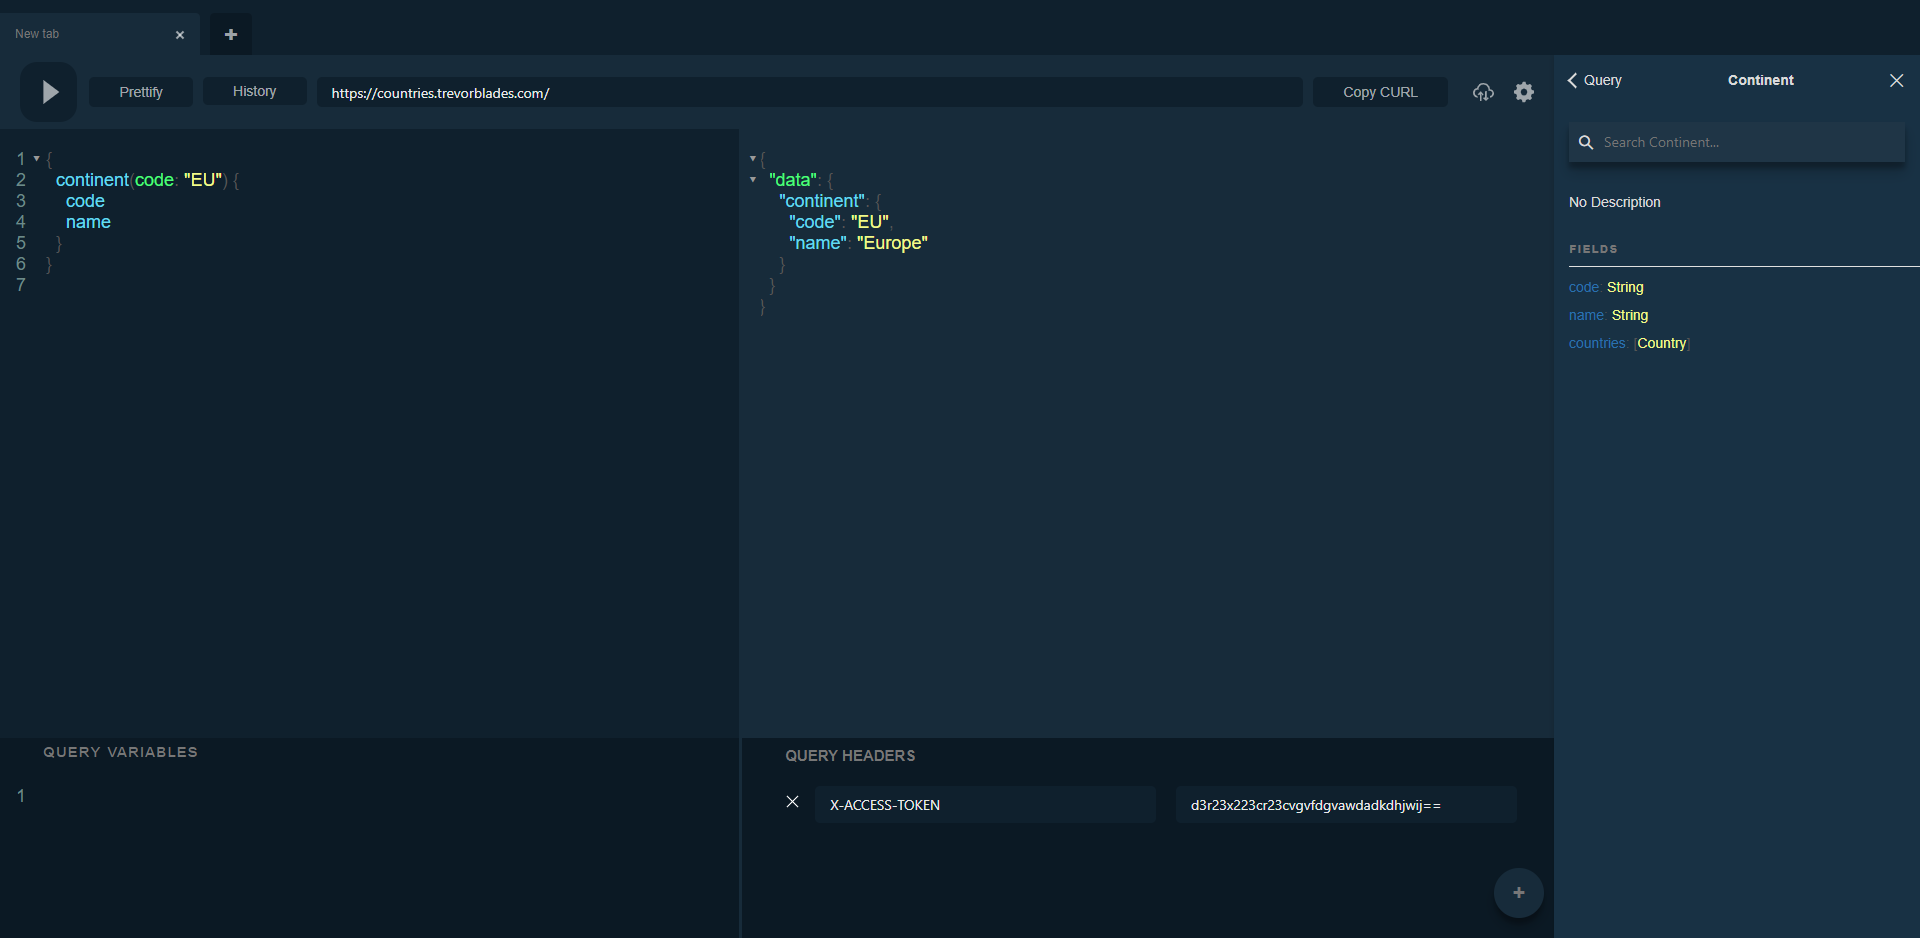 New tab
Prettify
History
https://countries.trevorblades.com/
Copy CURL
1 {
2 continent(code: "EU") {
3 code
4 name
5 }
6 }
7
{
"data": {
"continent": {
"code": "EU",
"name": "Europe"
}
}
}
QUERY VARIABLES
1
QUERY HEADERS
X-ACCESS-TOKEN
d3r23x223cr23cvgvfdgvawdadkdhjwij==
Query
Continent
Search Continent...
No Description
FIELDS
code: String
name: String
countries: [Country]